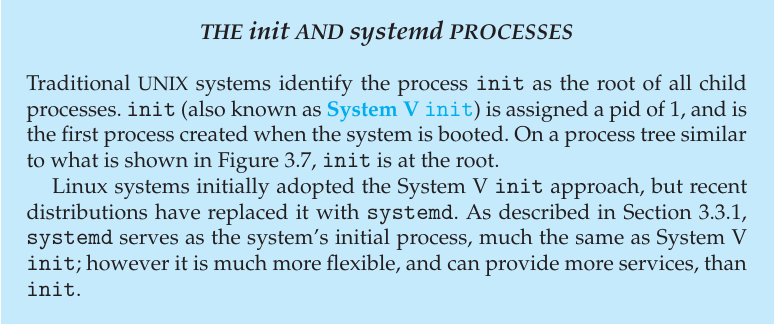 THE init AND systemd PROCESSES
Traditional UNIX systems identify the process init as the root of all child
processes. init (also known as System V init) is assigned a pid of 1, and is
the first process created when the system is booted. On a process tree similar
to what is shown in Figure 3.7, init is at the root.
Linux systems initially adopted the System V init approach, but recent
distributions have replaced it with systemd. As described in Section 3.3.1,
systemd serves as the system's initial process, much the same as System V
init; however it is much more flexible, and can provide more services, than
init.